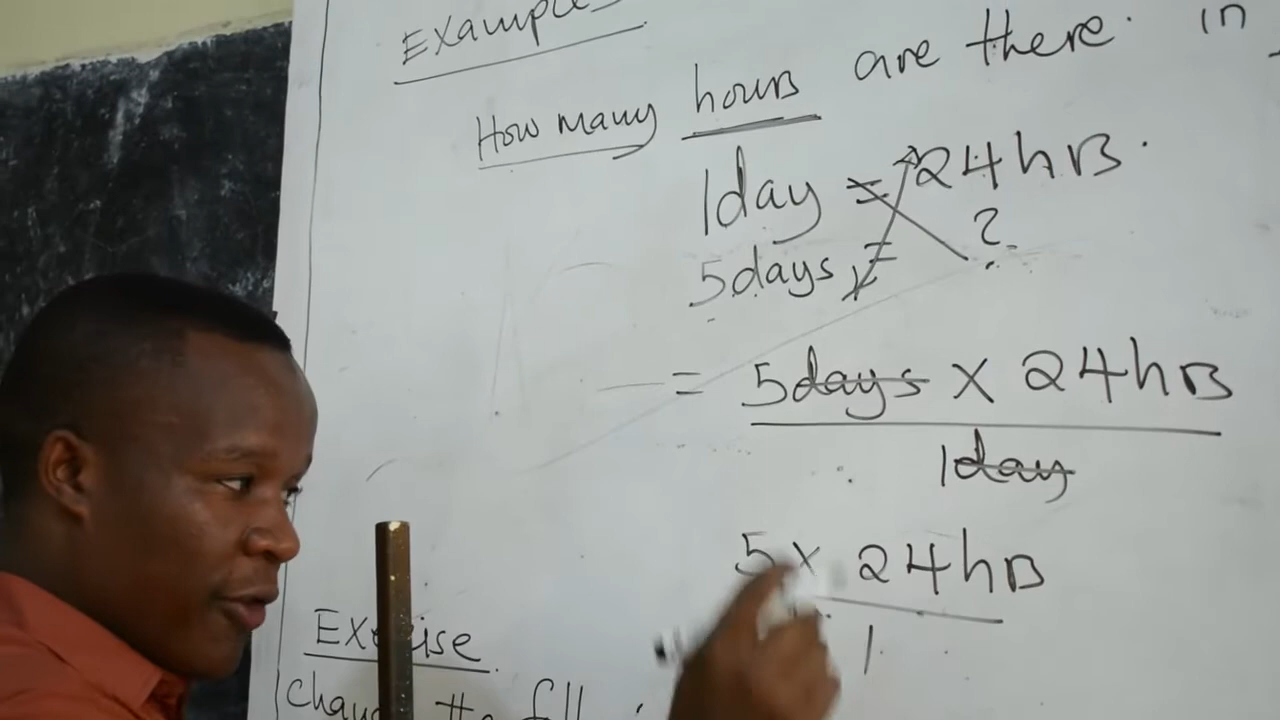 Example
How many hours are there in
1day = 24hrs.
5days = ?
= 5days X 24hrs
1day
5 x 24hrs
1
Exercise